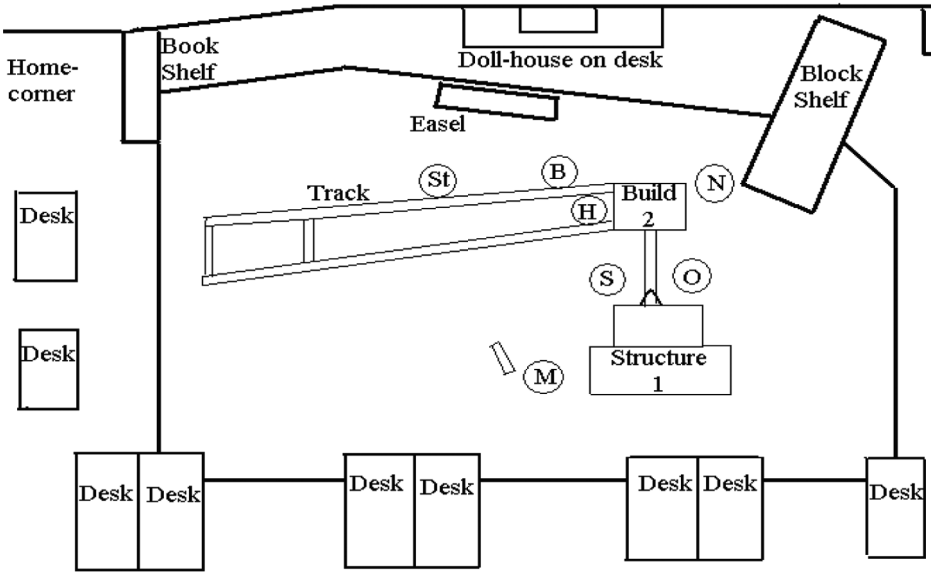 Home-
corner
Book
Shelf
Doll-house on desk
Block
Shelf
Easel
Track
St
B
N
Build
2
H
Desk
S
O
Desk
Structure
1
M
Desk
Desk
Desk
Desk
Desk
Desk
Desk